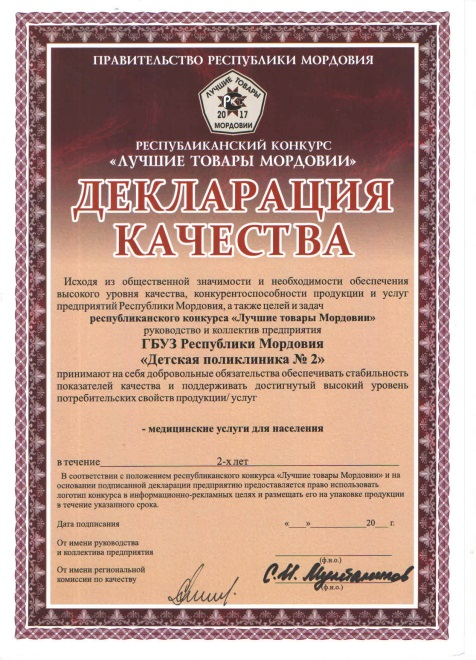 ПРАВИТЕЛЬСТВО РЕСПУБЛИКИ МОРДОВИЯ
ЛУЧШИЕ ТОВАРЫ
20 17
МОРДОВИИ
РЕСПУБЛИКАНСКИЙ КОНКУРС
«ЛУЧШИЕ ТОВАРЫ МОРДОВИИ»
ДЕКЛАРАЦИЯ
КАЧЕСТВА
Исходя из общественной значимости и необходимости обеспечения
высокого уровня качества, конкурентоспособности продукции и услуг
предприятий Республики Мордовия, а также целей и задач
республиканского конкурса «Лучшие товары Мордовии»
руководство и коллектив предприятия
ГБУЗ Республики Мордовия
«Детская поликлиника № 2»
принимают на себя добровольные обязательства обеспечивать стабильность
показателей качества и поддерживать достигнутый высокий уровень
потребительских свойств продукции/ услуг
- медицинские услуги для населения
в течение 2-х лет
В соответствии с положением республиканского конкурса «Лучшие товары Мордовии» и на
основании подписанной декларации предприятию предоставляется право использовать
логотип конкурса в информационно-рекламных целях и размещать его на упаковке продукции
в течение указанного срока.
Дата подписания «___»____________20___ г.
От имени руководства
и коллектива предприятия
(ф.и.о.)
От имени региональной
комиссии по качеству
С.И.
(ф.и.о.)